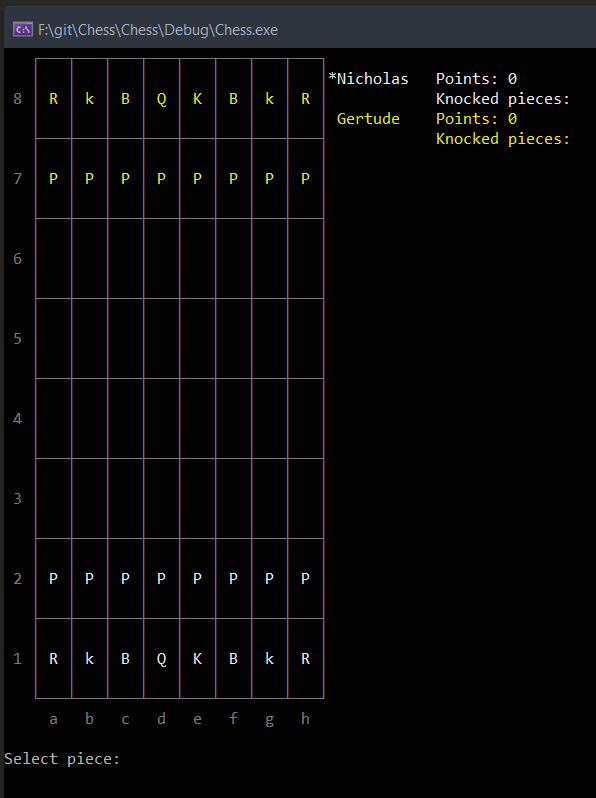 F:\git\Chess\Chess\Debug\Chess.exe
*Nicholas Points: 0
8 R k B Q K B k R Knocked pieces:
Gertude Points: 0
Knocked pieces:
7 P P P P P P P P
6
5
4
3
2 P P P P P P P P
1 R k B Q K B k R
a b c d e f g h
Select piece: